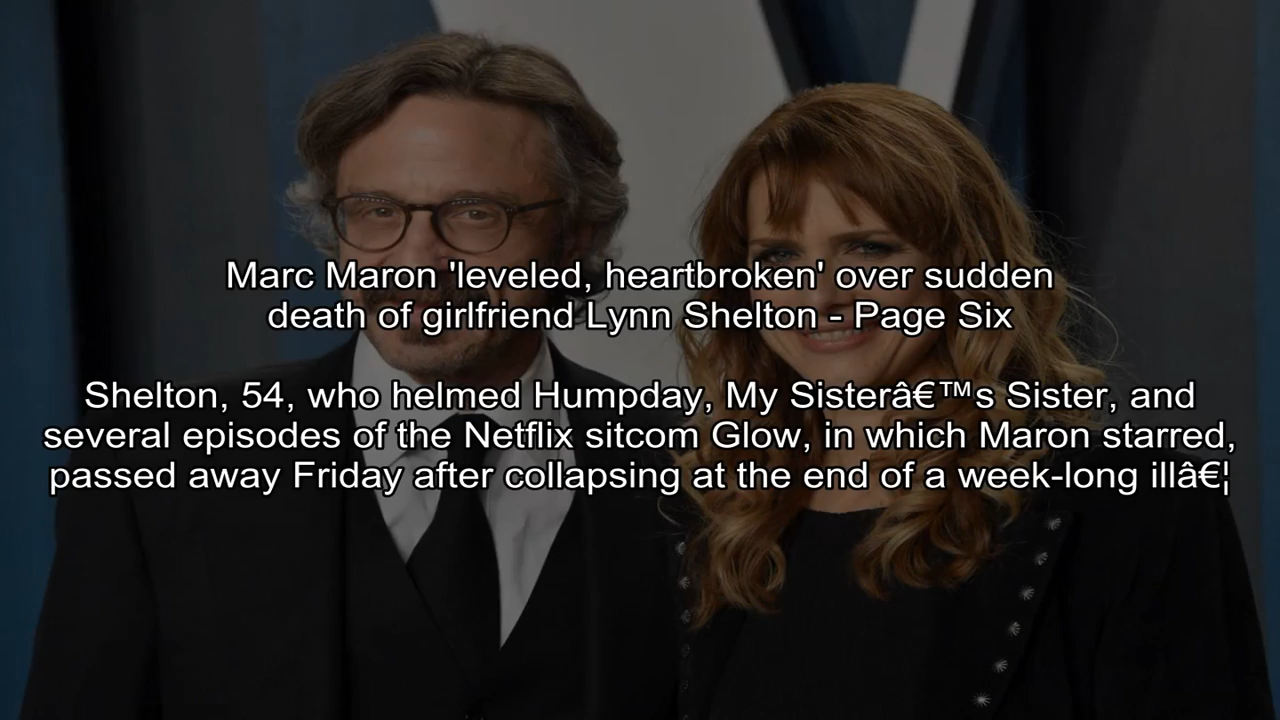 Marc Maron 'leveled, heartbroken' over sudden
death of girlfriend Lynn Shelton - Page Six
Shelton, 54, who helmed Humpday, My Sisterâ€™s Sister, and
several episodes of the Netflix sitcom Glow, in which Maron starred,
passed away Friday after collapsing at the end of a week-long illâ€¦